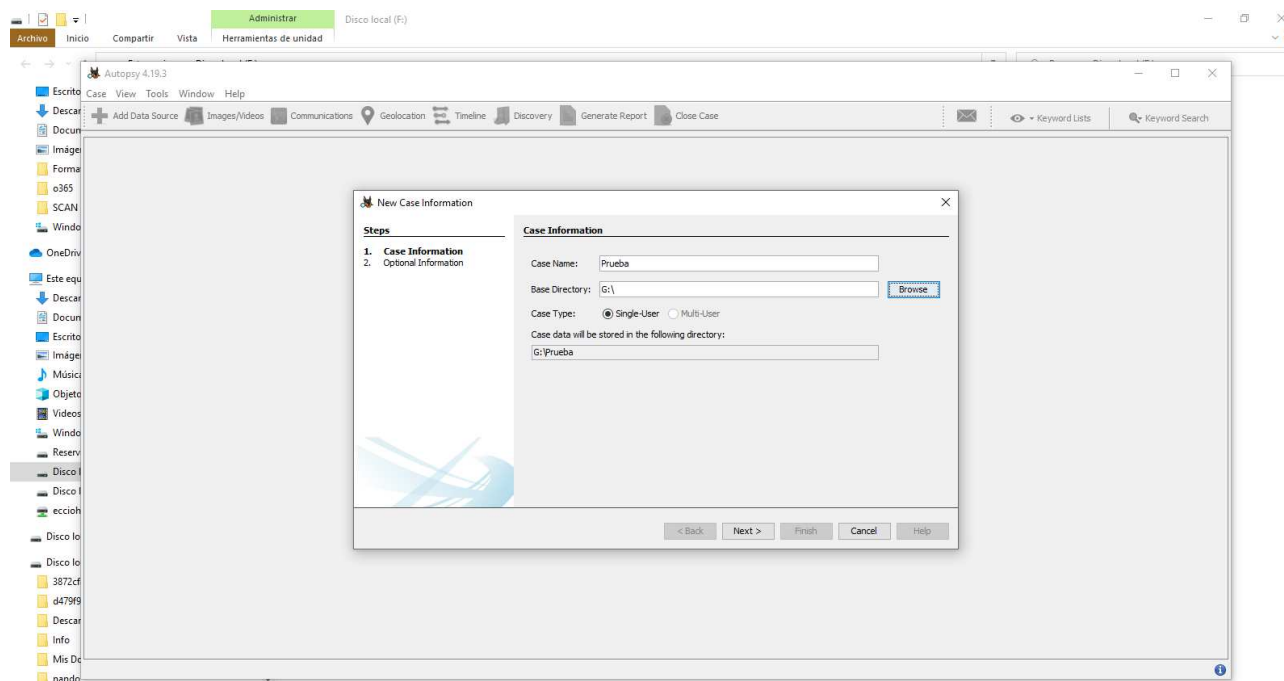 Administrar
Disco local (F:)
Archivo Inicio Compartir Vista Herramientas de unidad
Autopsy 4.19.3
Case View Tools Window Help
Add Data Source Images/Videos Communications Geolocation Timeline Discovery Generate Report Close Case Keyword Lists Keyword Search
Escrito
Descar
Docum
Imáge
Forma
o365
SCAN
Windo
OneDriv
Este equ
Descar
Docum
Escrito
Imáge
Música
Objeto
Videos
Windo
Reserv
Disco l
Disco l
eccioh
Disco lo
Disco lo
3872cf
d479f9
Descar
Info
Mis Do
nando
New Case Information
Steps
1. Case Information
2. Optional Information
Case Information
Case Name: Prueba
Base Directory: G:\ Browse
Case Type: Single-User Multi-User
Case data will be stored in the following directory:
G:\Prueba
< Back Next > Finish Cancel Help